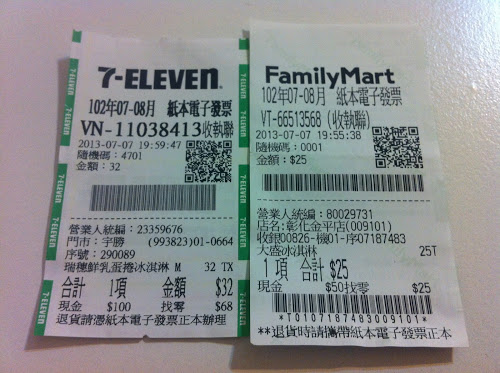 7-ELEVEN
102年07-08月 紙本電子發票
VN-11038413收執聯
2013-07-07 19:59:47
隨機碼：4701
金額：32
營業人統編：23359676
門市：宇勝 (993823)01-0664
序號：290089
瑞穗鮮乳蛋捲冰淇淋 M 32 TX
合計 1項 金額 $32
現金 $100 找零 $68
退貨請憑紙本電子發票正本辦理
FamilyMart
102年07-08月 紙本電子發票
VT-66513568 (收執聯)
2013-07-07 19:55:38
隨機碼：0001
金額：$25
營業人統編：80029731
店名:彰化金平店(009101)
收銀00826-機01-序07187483
大盛冰淇淋 25T
1 項 合計 $25
現金 $50找零 $25
*T0107187483009101*
**退貨時請攜帶紙本電子發票正本
7-ELEVEN
7-ELEVEN
7-ELEVEN
7-ELEVEN